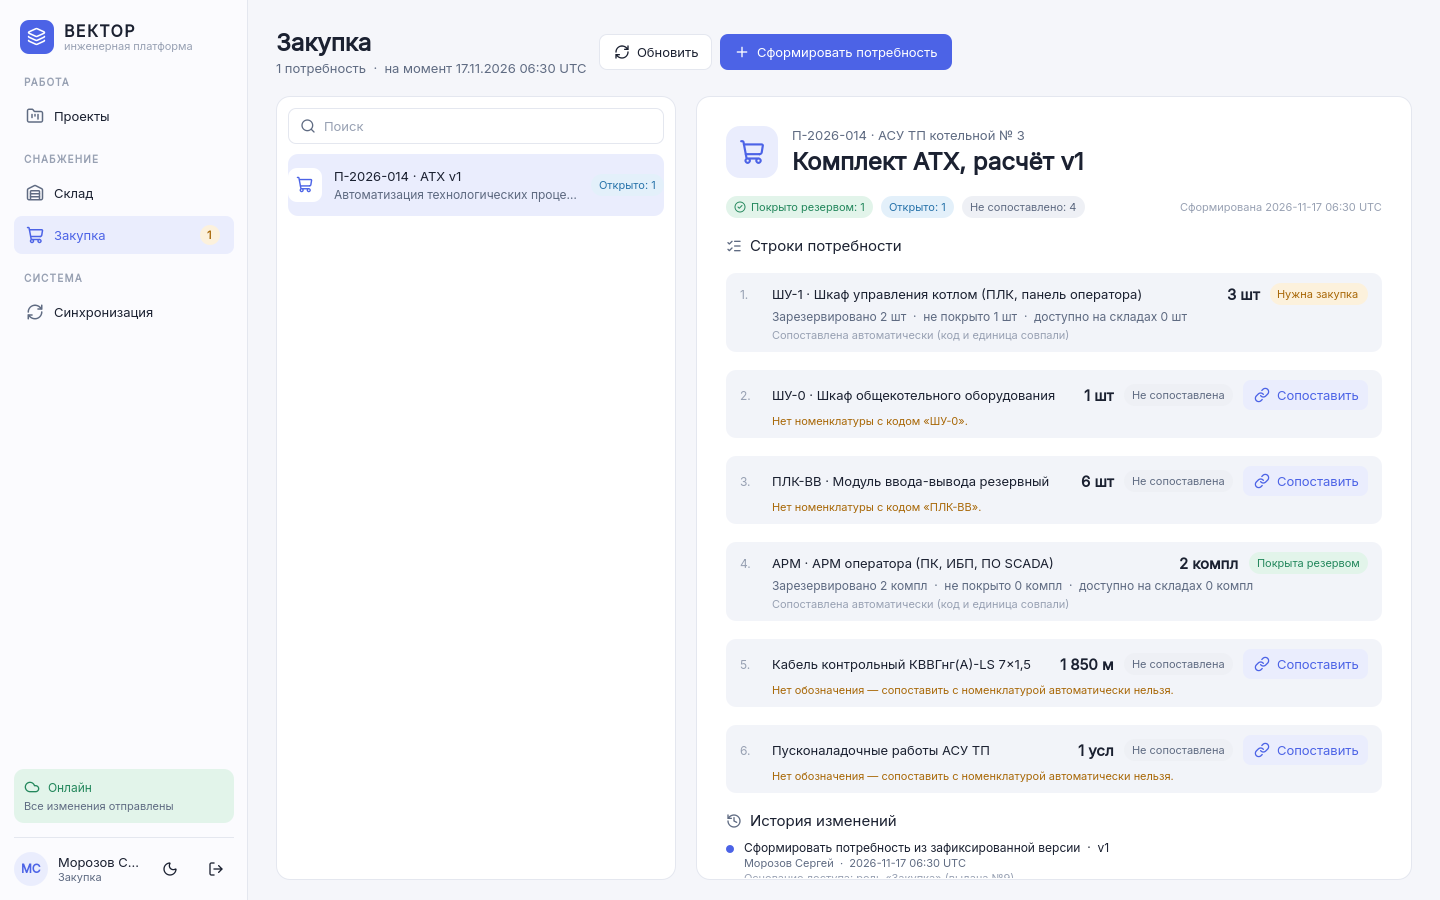 ВЕКТОР
инженерная платформа
РАБОТА
Проекты
СНАБЖЕНИЕ
Склад
Закупка
1
СИСТЕМА
Синхронизация
Онлайн
Все изменения отправлены
МС
Морозов С...
Закупка
Закупка
1 потребность · на момент 17.11.2026 06:30 UTC
Обновить
Сформировать потребность
Поиск
П-2026-014 · АТХ v1
Автоматизация технологических проце...
Открыто: 1
П-2026-014 · АСУ ТП котельной № 3
Комплект АТХ, расчёт v1
Покрыто резервом: 1
Открыто: 1
Не сопоставлено: 4
Сформирована 2026-11-17 06:30 UTC
Строки потребности
1. ШУ-1 · Шкаф управления котлом (ПЛК, панель оператора) 3 шт Нужна закупка
Зарезервировано 2 шт · не покрыто 1 шт · доступно на складах 0 шт
Сопоставлена автоматически (код и единица совпали)
2. ШУ-0 · Шкаф общекотельного оборудования 1 шт Не сопоставлена Сопоставить
Нет номенклатуры с кодом «ШУ-0».
3. ПЛК-ВВ · Модуль ввода-вывода резервный 6 шт Не сопоставлена Сопоставить
Нет номенклатуры с кодом «ПЛК-ВВ».
4. АРМ · АРМ оператора (ПК, ИБП, ПО SCADA) 2 компл Покрыта резервом
Зарезервировано 2 компл · не покрыто 0 компл · доступно на складах 0 компл
Сопоставлена автоматически (код и единица совпали)
5. Кабель контрольный КВВГнг(А)-LS 7×1,5 1 850 м Не сопоставлена Сопоставить
Нет обозначения — сопоставить с номенклатурой автоматически нельзя.
6. Пусконаладочные работы АСУ ТП 1 усл Не сопоставлена Сопоставить
Нет обозначения — сопоставить с номенклатурой автоматически нельзя.
История изменений
Сформировать потребность из зафиксированной версии · v1
Морозов Сергей · 2026-11-17 06:30 UTC
Основание доступа: роль «Закупка» (выдача №9)